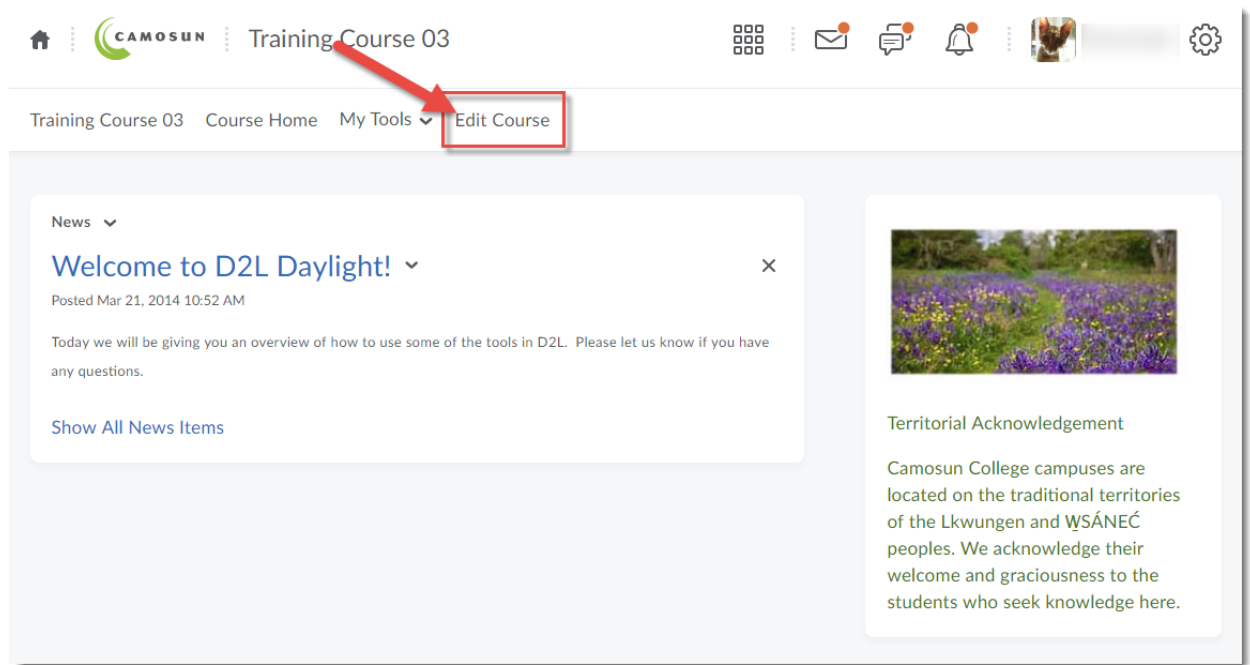 CAMOSUN
Training Course 03
Training Course 03 Course Home My Tools Edit Course
News
Welcome to D2L Daylight!
Posted Mar 21, 2014 10:52 AM
Today we will be giving you an overview of how to use some of the tools in D2L. Please let us know if you have
any questions.
Show All News Items
Territorial Acknowledgement
Camosun College campuses are
located on the traditional territories
of the Lkwungen and W̱SÁNEĆ
peoples. We acknowledge their
welcome and graciousness to the
students who seek knowledge here.